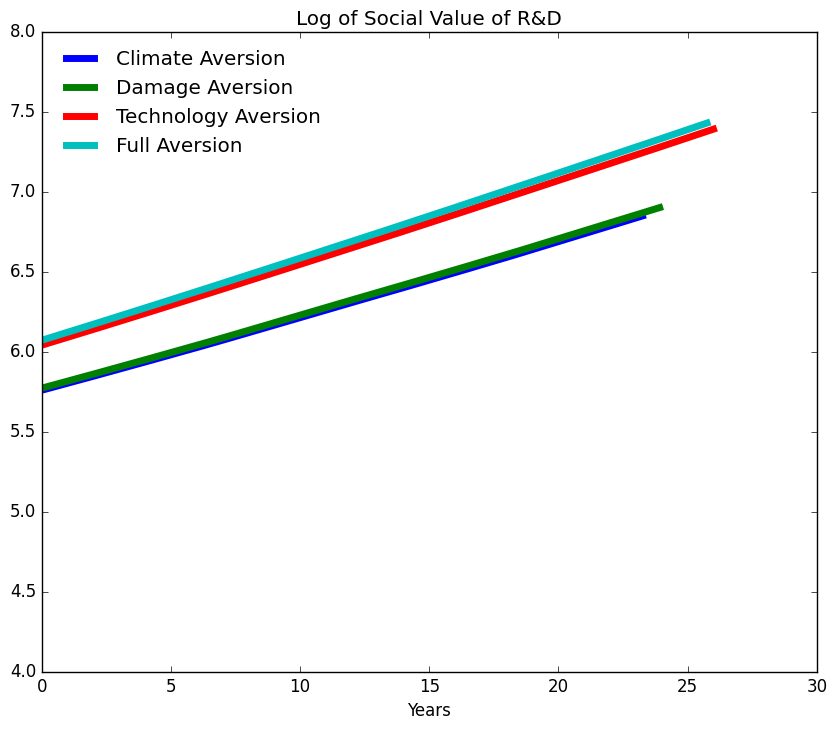 Log of Social Value of R&D
8.0
7.5
7.0
6.5
6.0
5.5
5.0
4.5
4.0
Climate Aversion
Damage Aversion
Technology Aversion
Full Aversion
0 5 10 15 20 25 30
Years